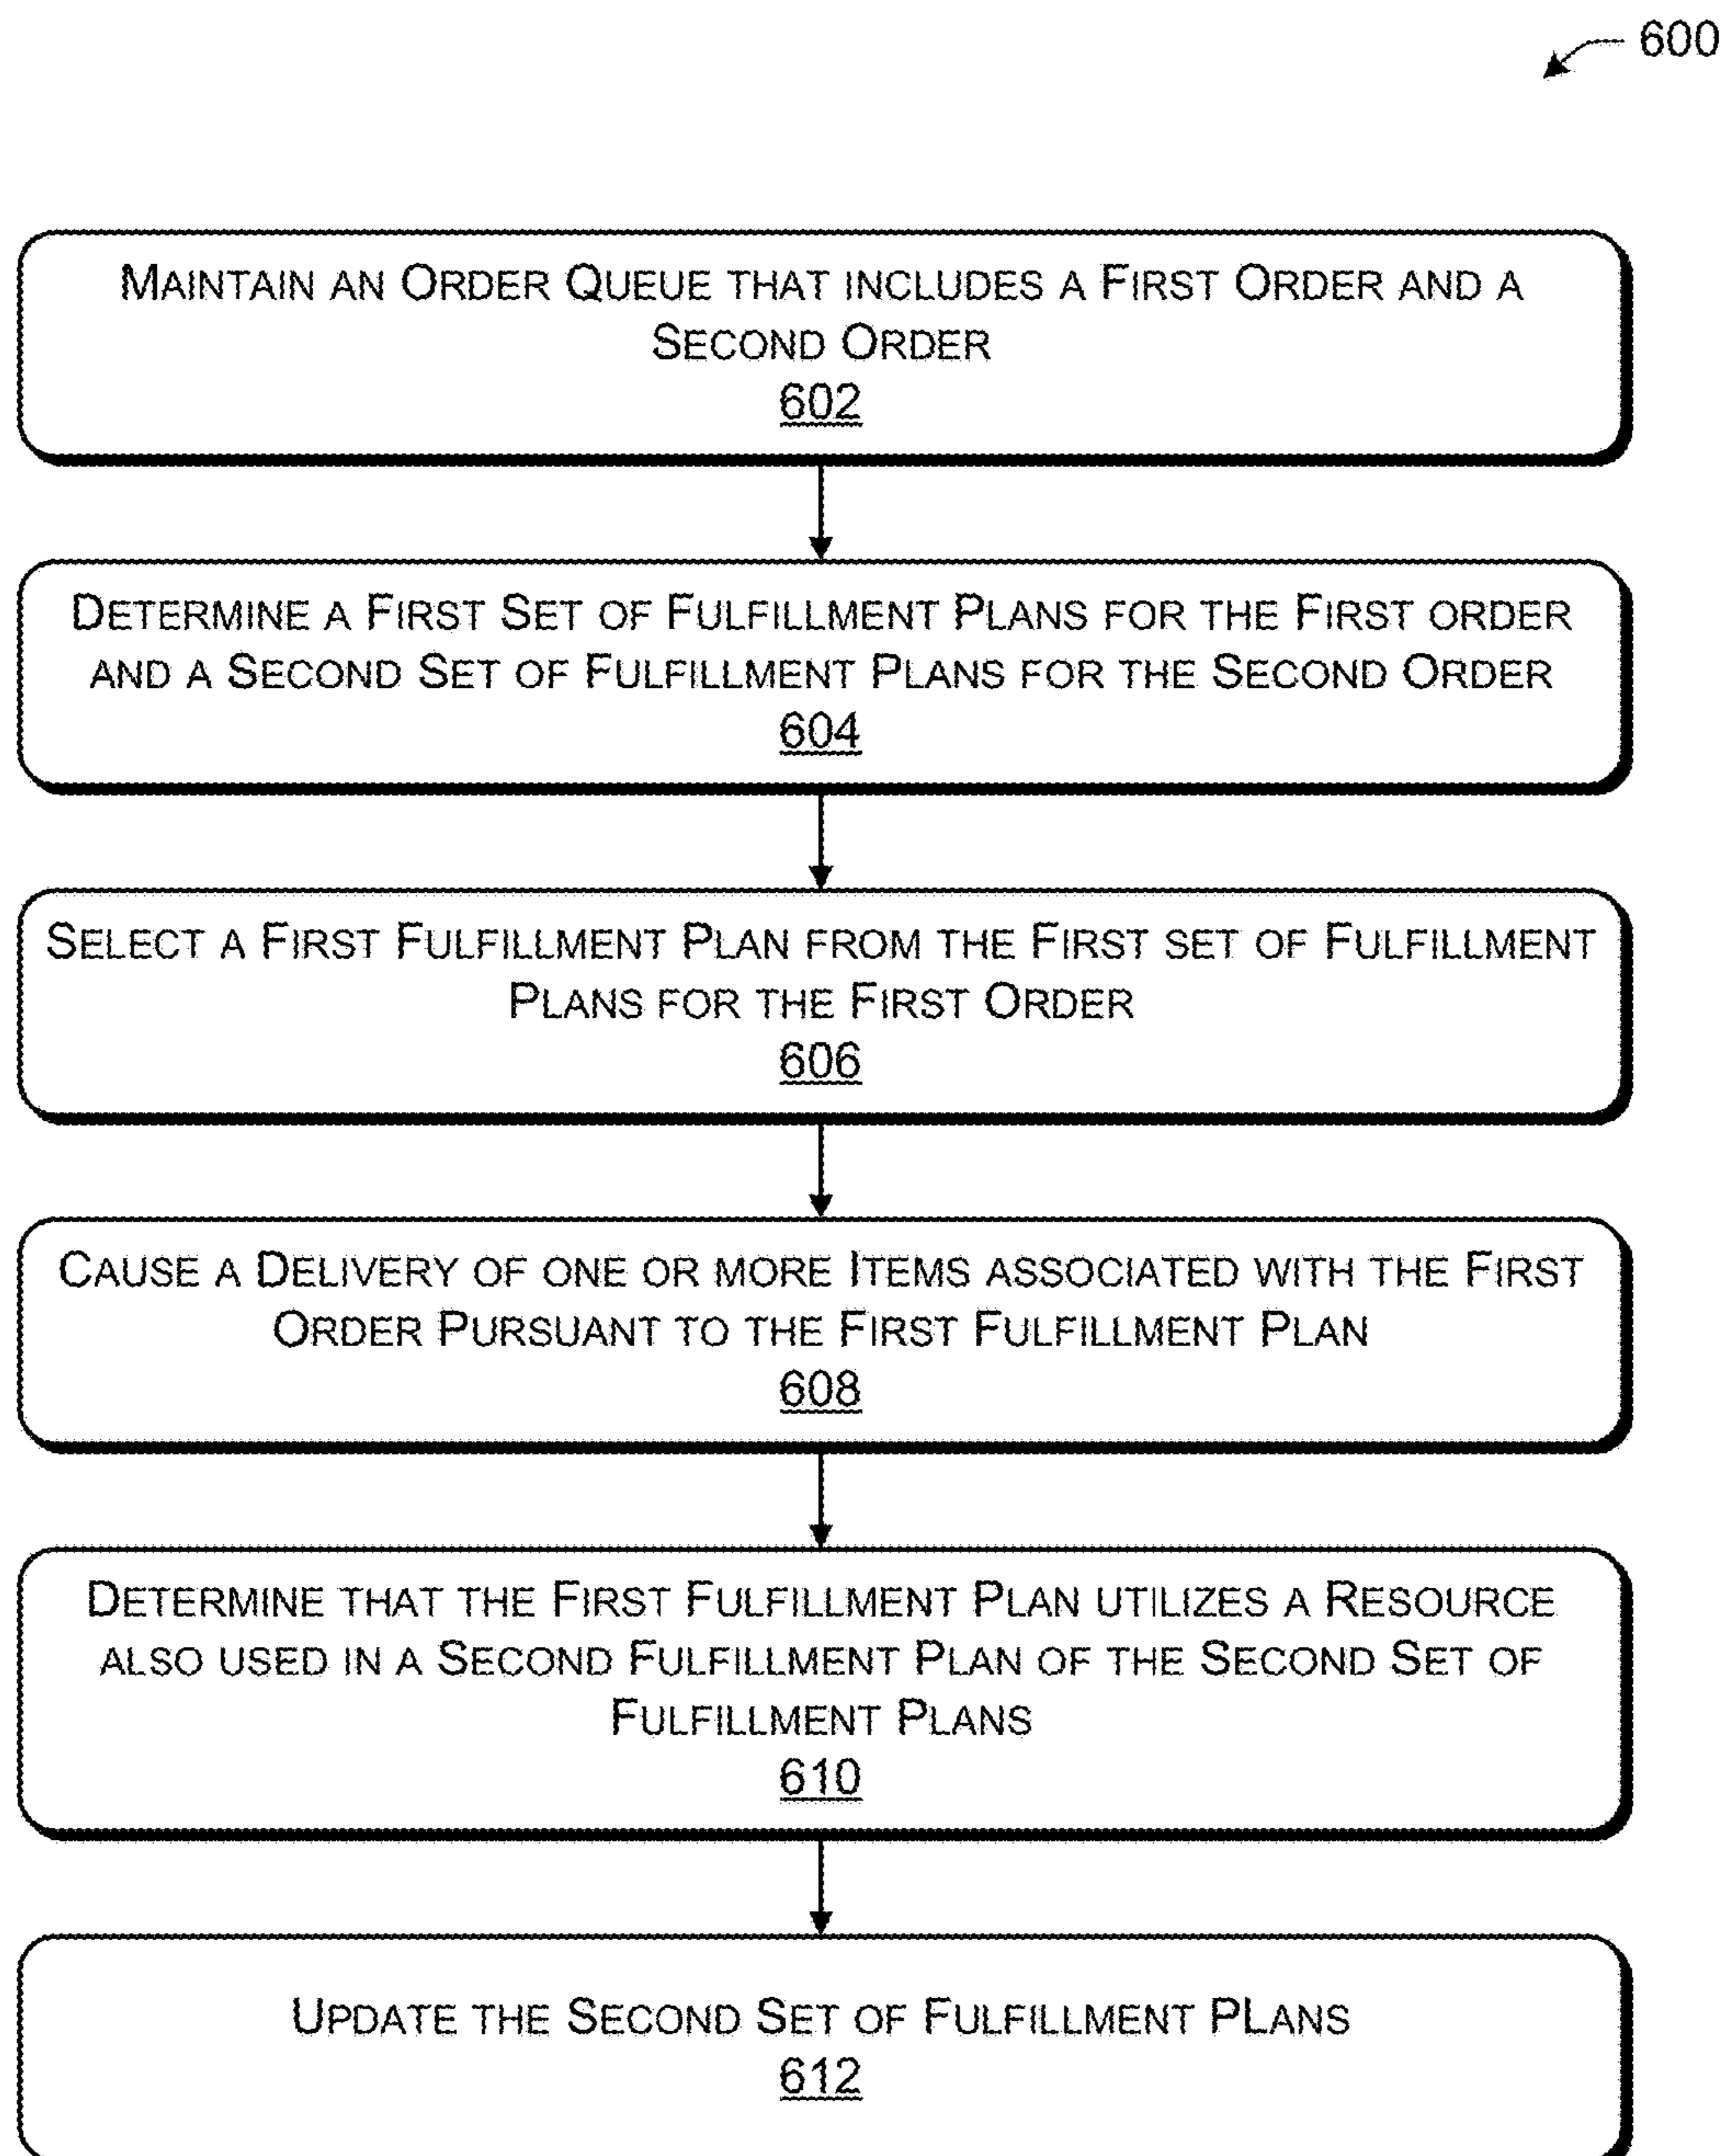 600
MAINTAIN AN ORDER QUEUE THAT INCLUDES A FIRST ORDER AND A
SECOND ORDER
602
DETERMINE A FIRST SET OF FULFILLMENT PLANS FOR THE FIRST ORDER
AND A SECOND SET OF FULFILLMENT PLANS FOR THE SECOND ORDER
604
SELECT A FIRST FULFILLMENT PLAN FROM THE FIRST SET OF FULFILLMENT
PLANS FOR THE FIRST ORDER
606
CAUSE A DELIVERY OF ONE OR MORE ITEMS ASSOCIATED WITH THE FIRST
ORDER PURSUANT TO THE FIRST FULFILLMENT PLAN
608
DETERMINE THAT THE FIRST FULFILLMENT PLAN UTILIZES A RESOURCE
ALSO USED IN A SECOND FULFILLMENT PLAN OF THE SECOND SET OF
FULFILLMENT PLANS
610
UPDATE THE SECOND SET OF FULFILLMENT PLANS
612